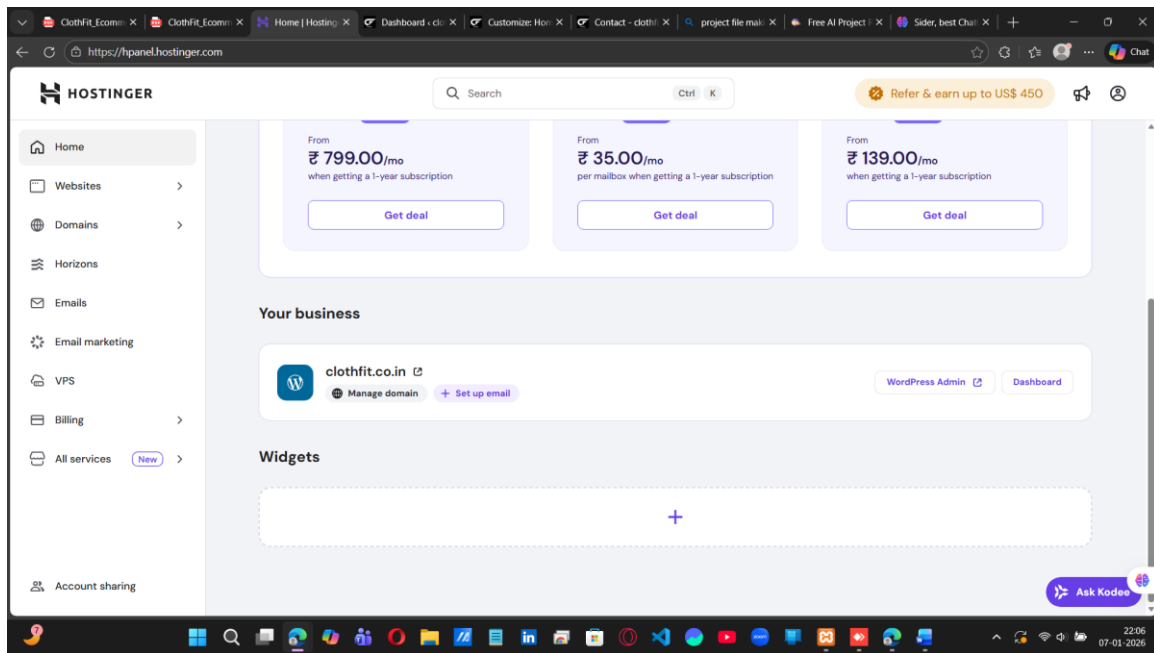 ClothFit_Ecomm
ClothFit_Ecomm
Home | Hosting
Dashboard ‹ clo
Customize: Hon
Contact - clothfi
project file mak
Free AI Project
Sider, best Chat
https://hpanel.hostinger.com
Chat
HOSTINGER
Search
Ctrl
K
Refer & earn up to US$ 450
Home
Websites
Domains
Horizons
Emails
Email marketing
VPS
Billing
All services
New
Account sharing
From
₹ 799.00/mo
when getting a 1-year subscription
Get deal
From
₹ 35.00/mo
per mailbox when getting a 1-year subscription
Get deal
From
₹ 139.00/mo
when getting a 1-year subscription
Get deal
Your business
clothfit.co.in
Manage domain
+ Set up email
WordPress Admin
Dashboard
Widgets
+
Ask Kodee
7
zoom
22:06
07-01-2026